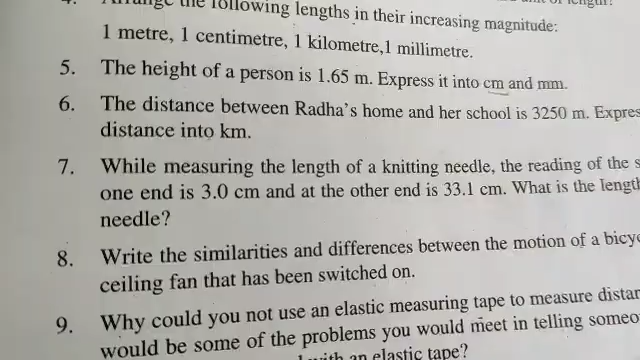 the following lengths in their increasing magnitude:
1 metre, 1 centimetre, 1 kilometre,1 millimetre.
5. The height of a person is 1.65 m. Express it into cm and mm.
6. The distance between Radha's home and her school is 3250 m. Expres
distance into km.
7. While measuring the length of a knitting needle, the reading of the s
one end is 3.0 cm and at the other end is 33.1 cm. What is the length
needle?
8. Write the similarities and differences between the motion of a bicyc
ceiling fan that has been switched on.
9. Why could you not use an elastic measuring tape to measure distan
would be some of the problems you would meet in telling someo
with an elastic tape?